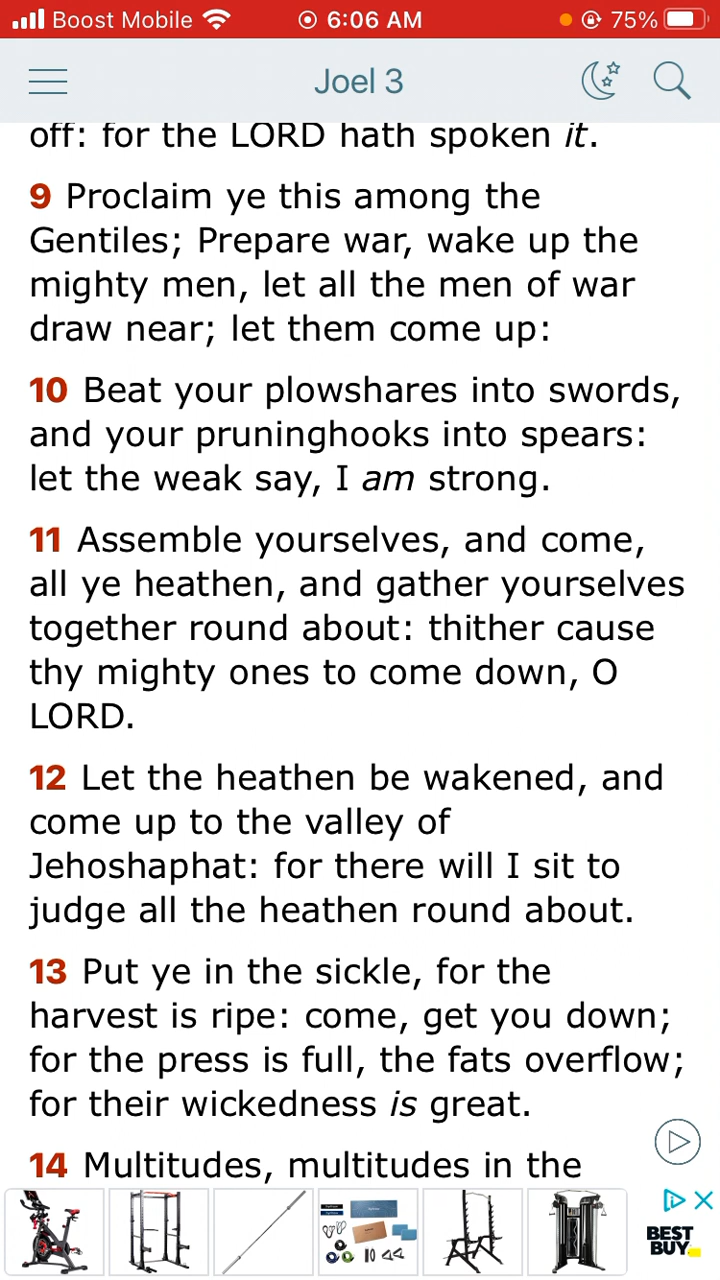 Boost Mobile 6:06 AM 75%
Joel 3
off: for the LORD hath spoken it.
9 Proclaim ye this among the
Gentiles; Prepare war, wake up the
mighty men, let all the men of war
draw near; let them come up:
10 Beat your plowshares into swords,
and your pruninghooks into spears:
let the weak say, I am strong.
11 Assemble yourselves, and come,
all ye heathen, and gather yourselves
together round about: thither cause
thy mighty ones to come down, O
LORD.
12 Let the heathen be wakened, and
come up to the valley of
Jehoshaphat: for there will I sit to
judge all the heathen round about.
13 Put ye in the sickle, for the
harvest is ripe: come, get you down;
for the press is full, the fats overflow;
for their wickedness is great.
14 Multitudes, multitudes in the
BEST
BUY